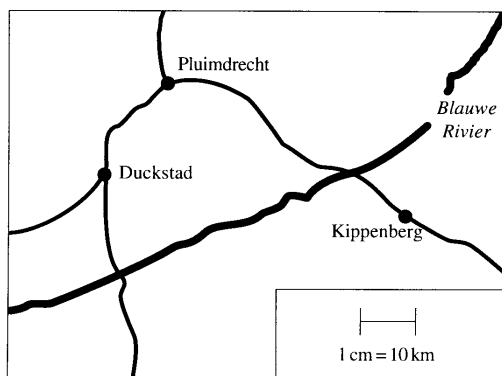 Pluimdrecht
Blauwe
Rivier
Duckstad
Kippenberg
1 cm = 10 km